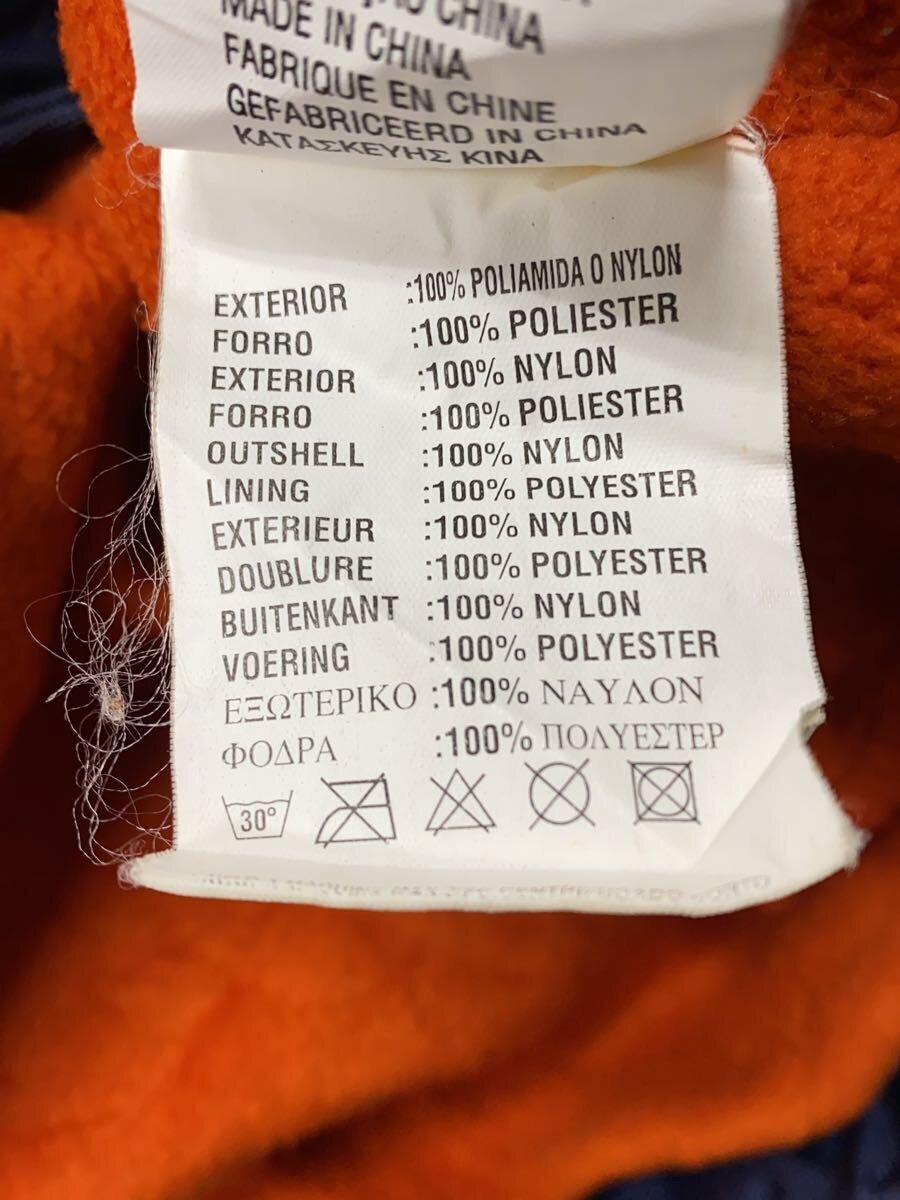 CHINA
MADE IN CHINA
FABRIQUE EN CHINE
GEFABRICEERD IN CHINA
ΚΑΤΑΣΚΕΥΗΣ ΚΙΝΑ
EXTERIOR :100% POLIAMIDA O NYLON
FORRO :100% POLIESTER
EXTERIOR :100% NYLON
FORRO :100% POLIESTER
OUTSHELL :100% NYLON
LINING :100% POLYESTER
EXTERIEUR :100% NYLON
DOUBLURE :100% POLYESTER
BUITENKANT :100% NYLON
VOERING :100% POLYESTER
ΕΞΩΤΕΡΙΚΟ :100% ΝΑΥΛΟΝ
ΦΟΔΡΑ :100% ΠΟΛΥΕΣΤΕΡ
30°